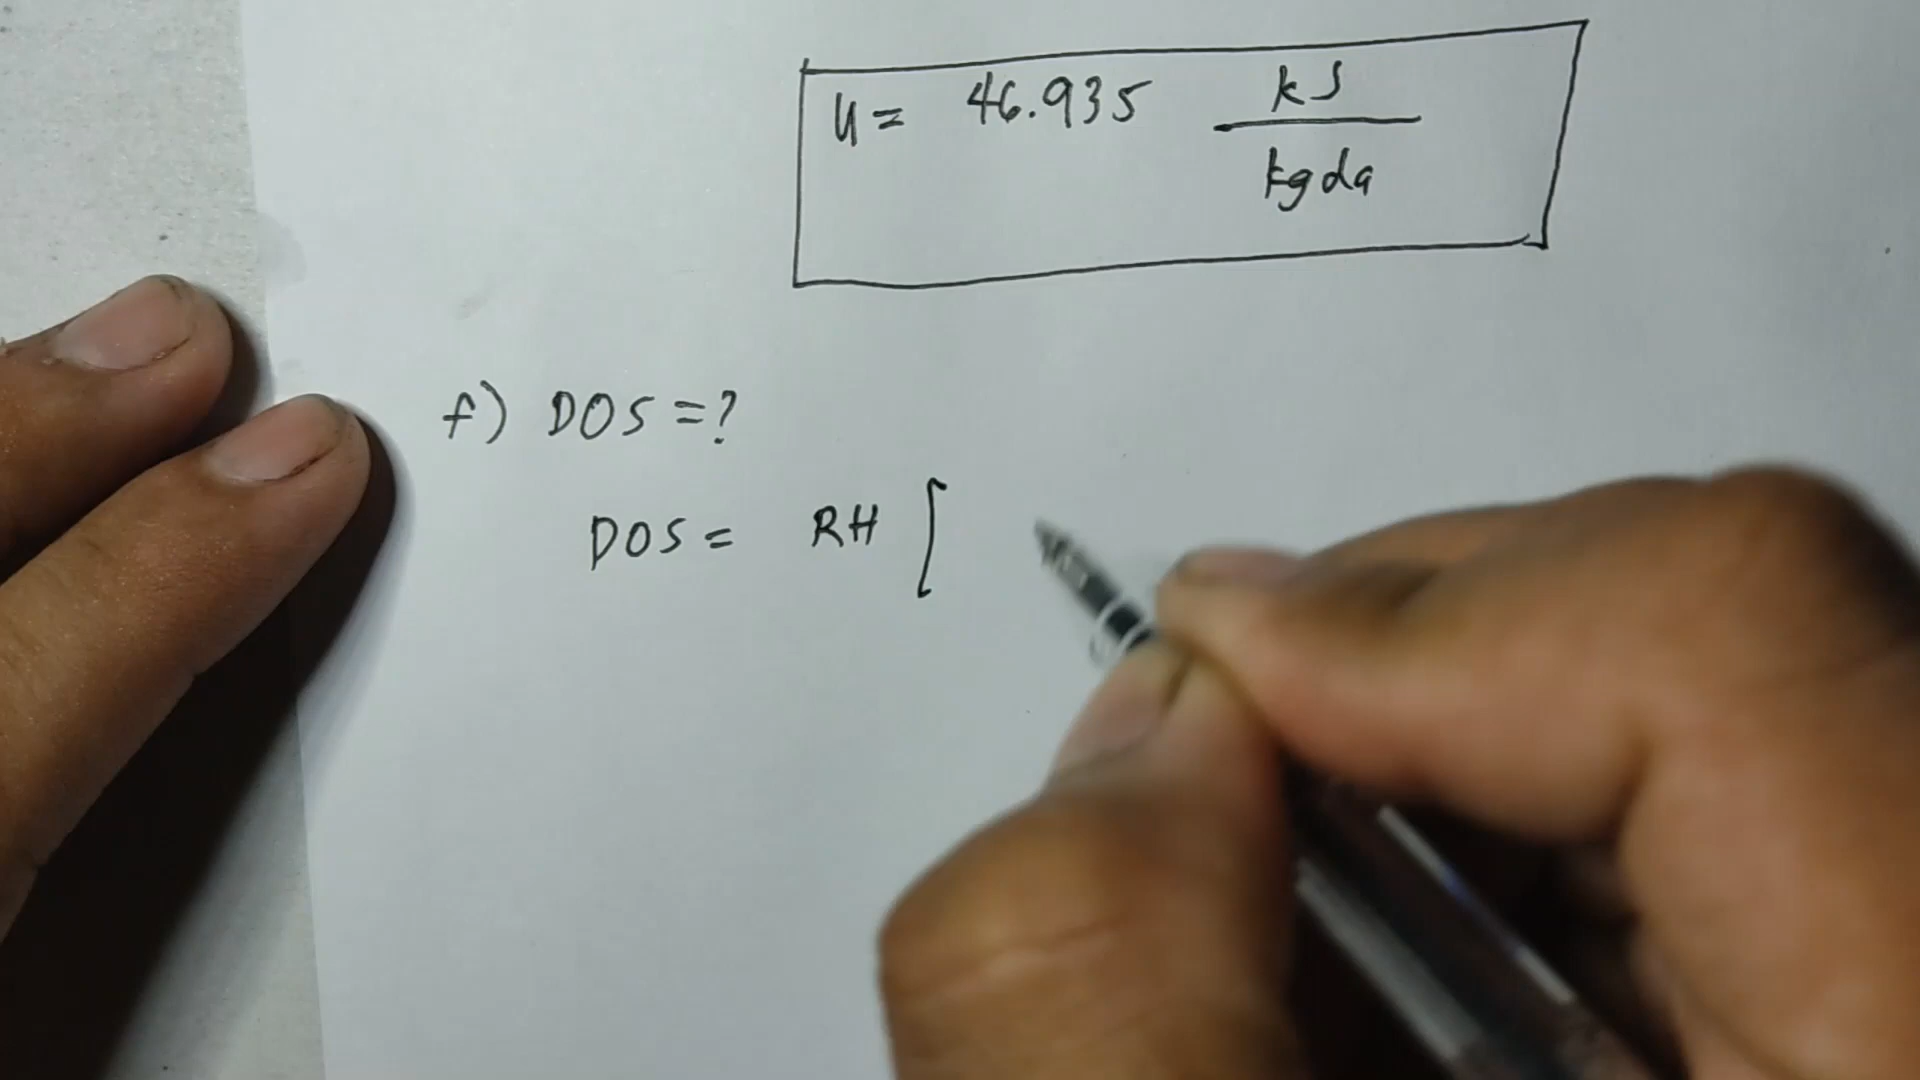 u = 46.935 kJ / kgda
f) DOS = ?
DOS = RH [